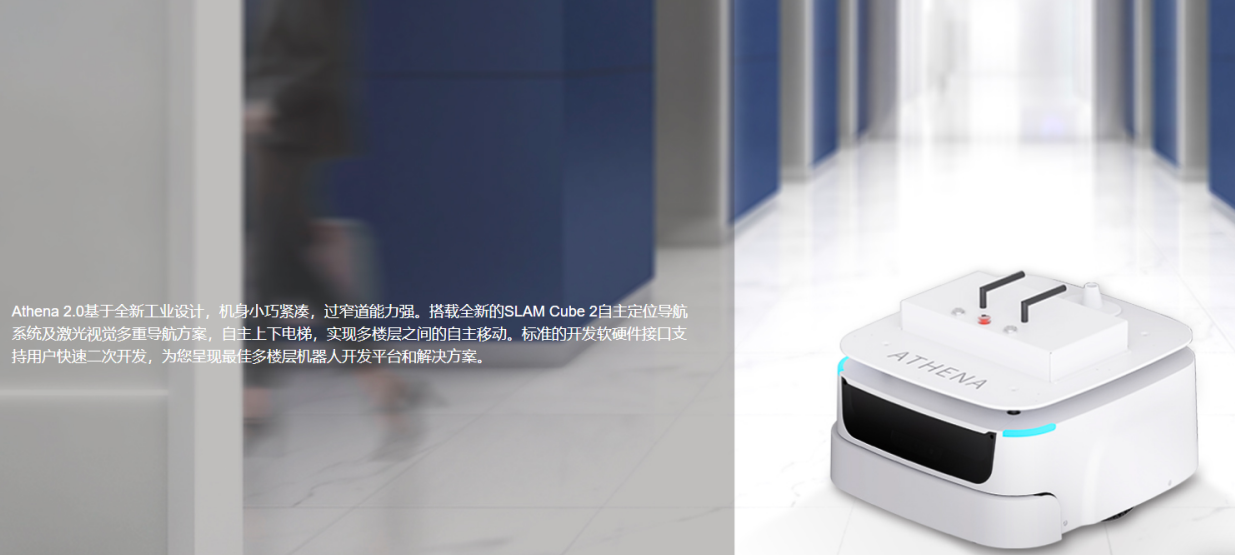 Athena 2.0基于全新工业设计，机身小巧紧凑，过窄道能力强。搭载全新的SLAM Cube 2自主定位导航
系统及激光视觉多重导航方案，自主上下电梯，实现多楼层之间的自主移动。标准的开发软硬件接口支
持用户快速二次开发，为您呈现最佳多楼层机器人开发平台和解决方案。
ATHENA